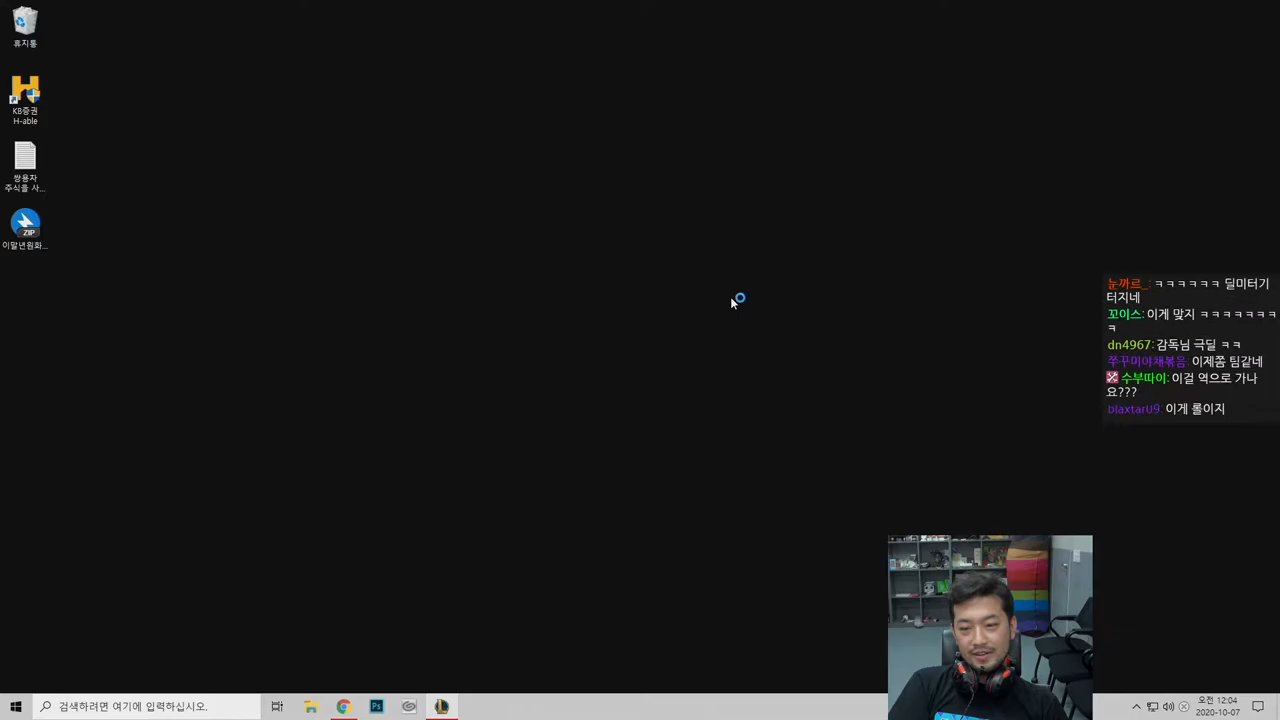 휴지통
KB증권
H-able
쌍용자
주식을 사...
ZIP
이말년원화...
눈까르_: ㅋㅋㅋㅋㅋㅋ 딜미터기
터지네
꼬이스: 이게 맞지 ㅋㅋㅋㅋㅋㅋㅋ
ㅋ
dn4967: 감독님 극딜 ㅋㅋ
쭈꾸미야채볶음: 이제쫌 팀같네
수부따이: 이걸 역으로 가나
요???
blaxtar09: 이게 롤이지
검색하려면 여기에 입력하십시오.
Ps
오전 12:04
2020-10-07